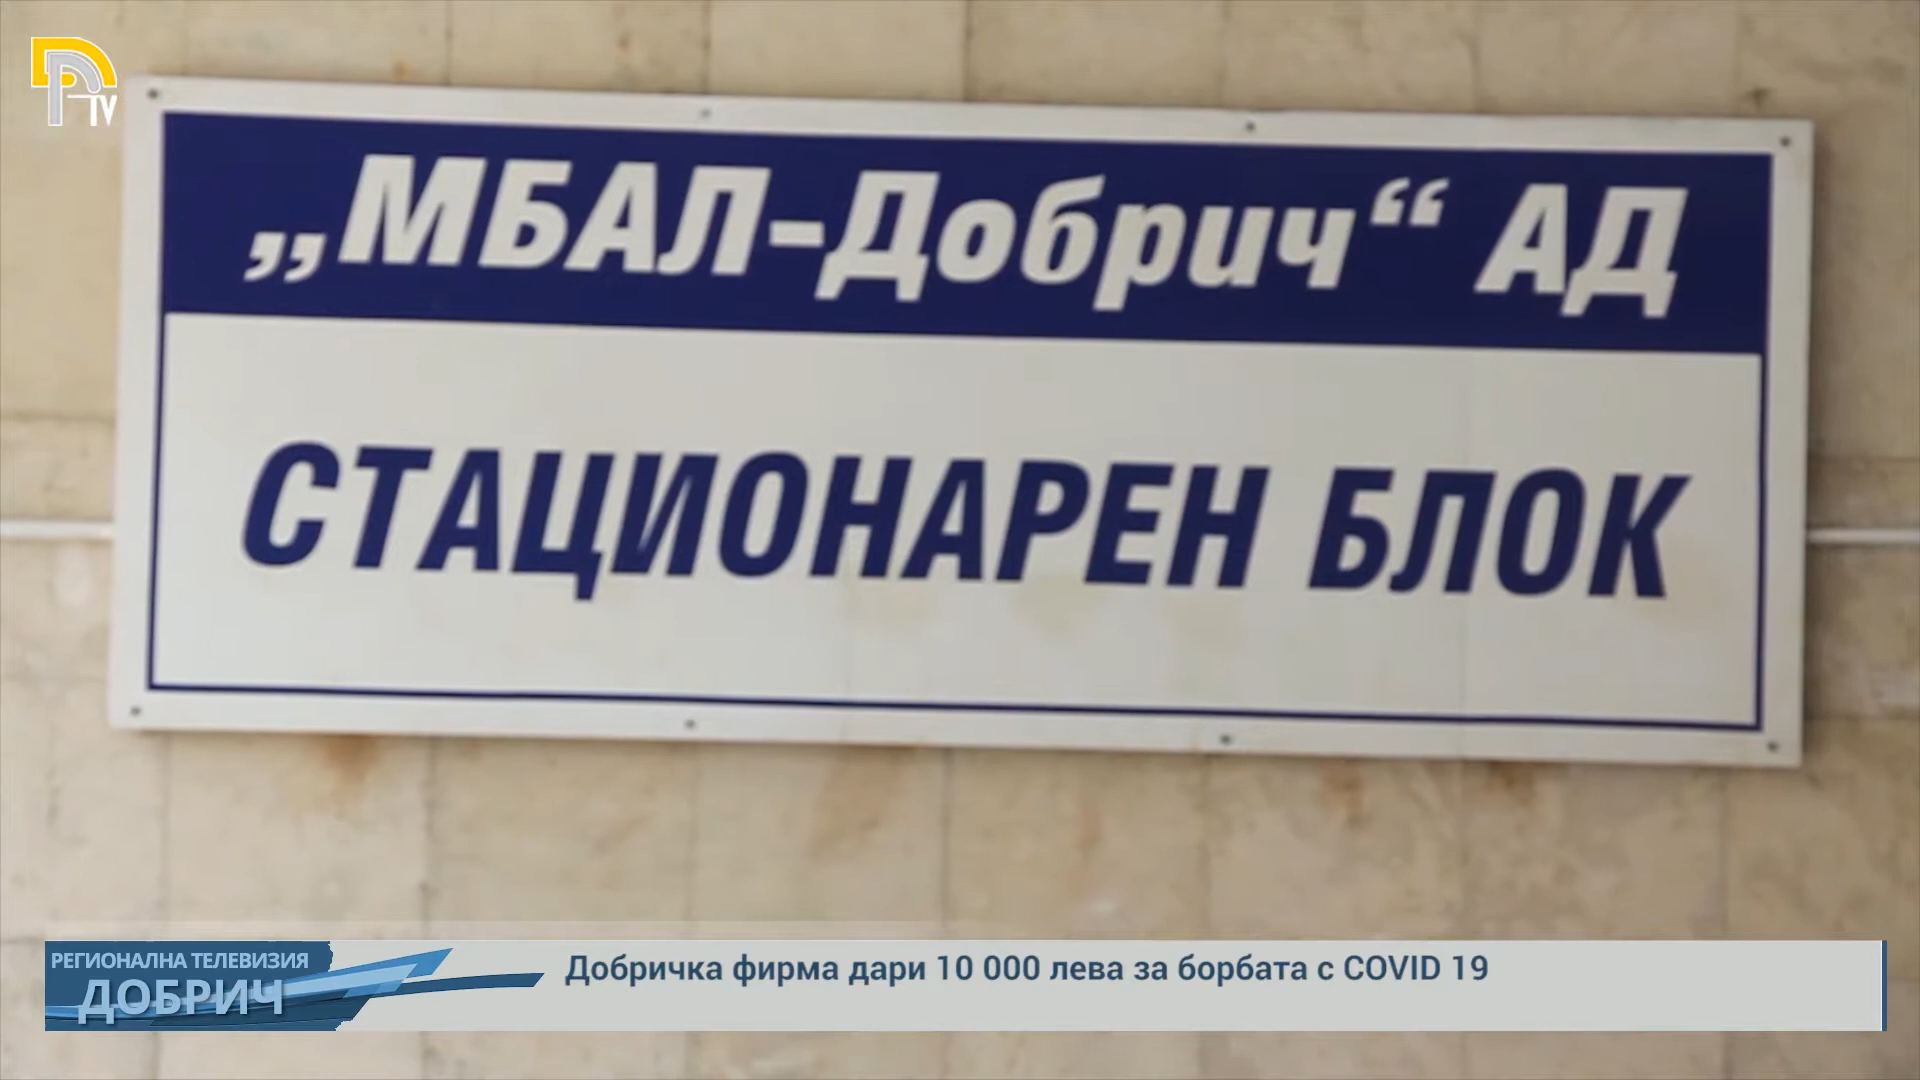 TV
„МБАЛ-Добрич“ АД
СТАЦИОНАРЕН БЛОК
РЕГИОНАЛНА ТЕЛЕВИЗИЯ
ДОБРИЧ
Добричка фирма дари 10 000 лева за борбата с COVID 19